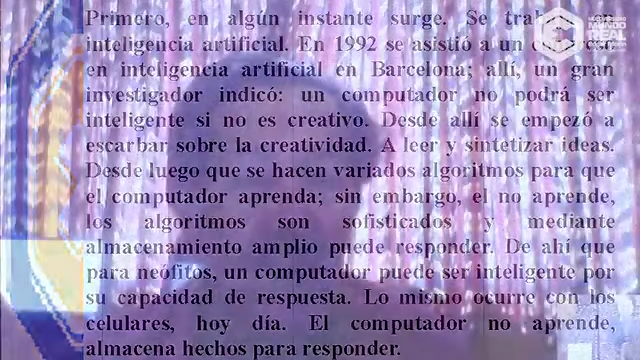 Primero, en algún instante surge. Se
inteligencia artificial. En 1992 se asistió a un
en inteligencia artificial en Barcelona; allí, un gran
investigador indicó: un computador no podrá ser
inteligente si no es creativo. Desde allí se empezó a
escarbar sobre la creatividad. A leer y sintetizar ideas.
Desde luego que se hacen variados algoritmos para que
el computador aprenda; sin embargo, el no aprende,
los algoritmos son sofisticados y mediante
almacenamiento amplio puede responder. De ahí que
para neófitos, un computador puede ser inteligente por
su capacidad de respuesta. Lo mismo ocurre con los
celulares, hoy día. El computador no aprende,
almacena hechos para responder.
MUNDO
REAL